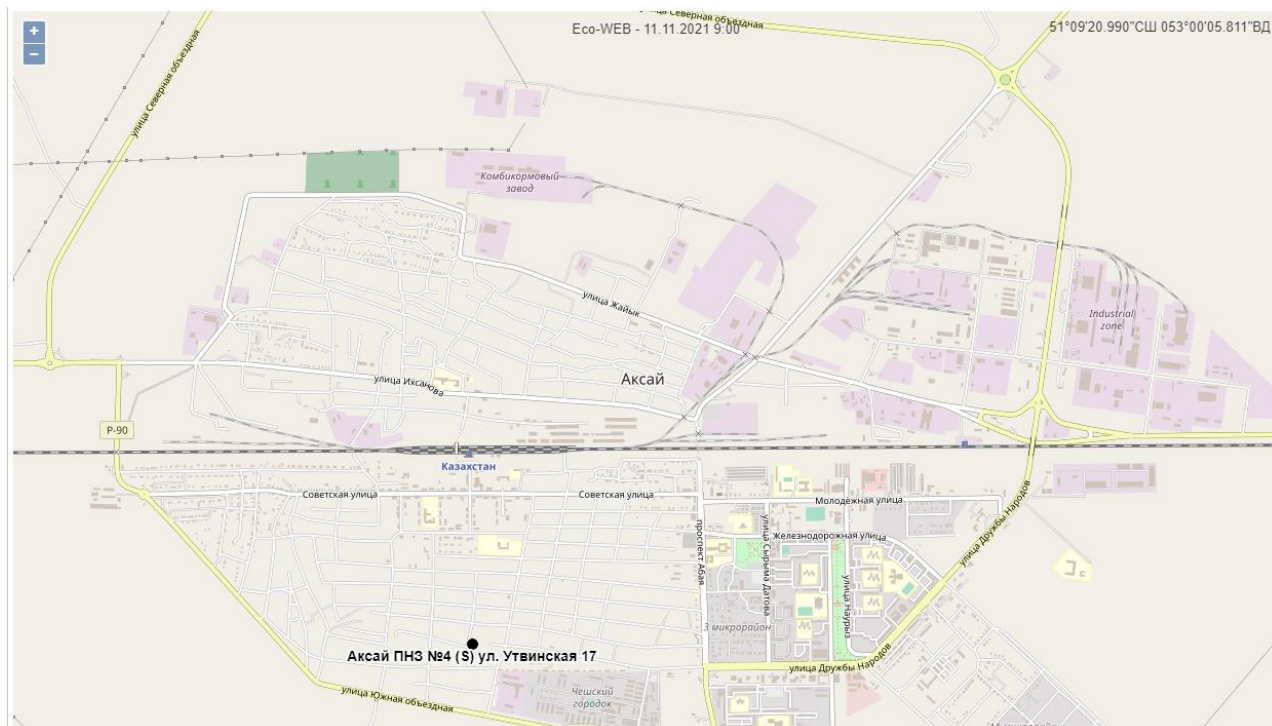 +
−
улица Северная объездная
Eco-WEB - 11.11.2021 9:00
51°09'20.990"СШ 053°00'05.811"ВД
улица Северная объездная
Комбикормовый
завод
улица Жайык
Industrial
zone
Аксай
улица Ихсанова
Р-90
Казахстан
Советская улица
Советская улица
Молодёжная улица
проспект Абая
улица Сырыма Датова
Железнодорожная улица
улица Дружбы Народов
улица Наурыз
3 микрорайон
Аксай ПНЗ №4 (S) ул. Утвинская 17
улица Дружбы Народов
улица Южная объездная
Чешский
городок